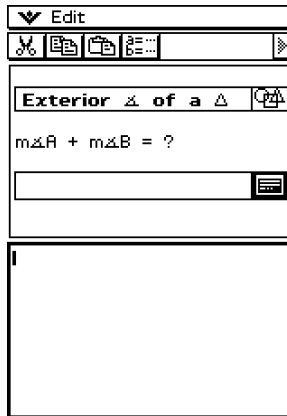 Edit
Exterior ∡ of a △
m∡A + m∡B = ?